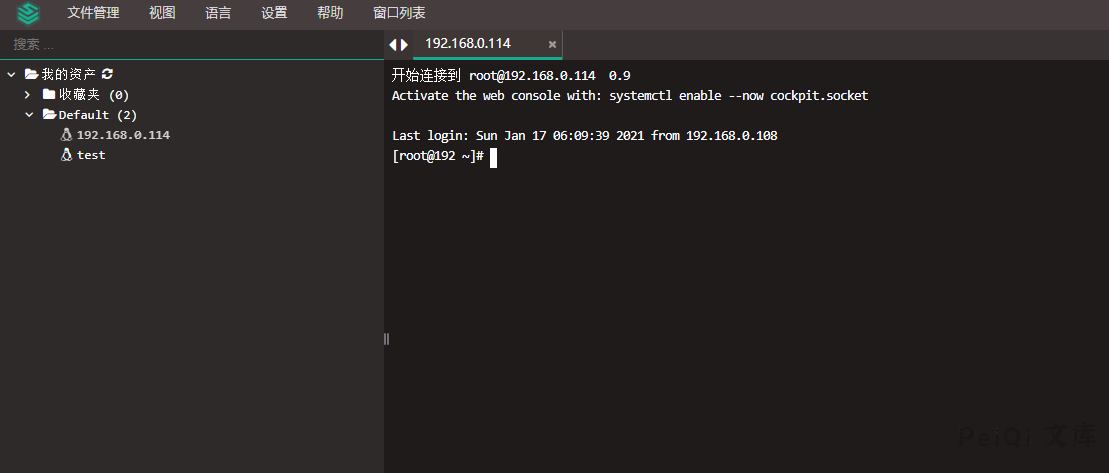 文件管理 视图 语言 设置 帮助 窗口列表
搜索 ...
192.168.0.114 ×
我的资产
收藏夹 (0)
Default (2)
192.168.0.114
test
开始连接到 root@192.168.0.114 0.9
Activate the web console with: systemctl enable --now cockpit.socket
Last login: Sun Jan 17 06:09:39 2021 from 192.168.0.108
[root@192 ~]#
PeiQi 文库